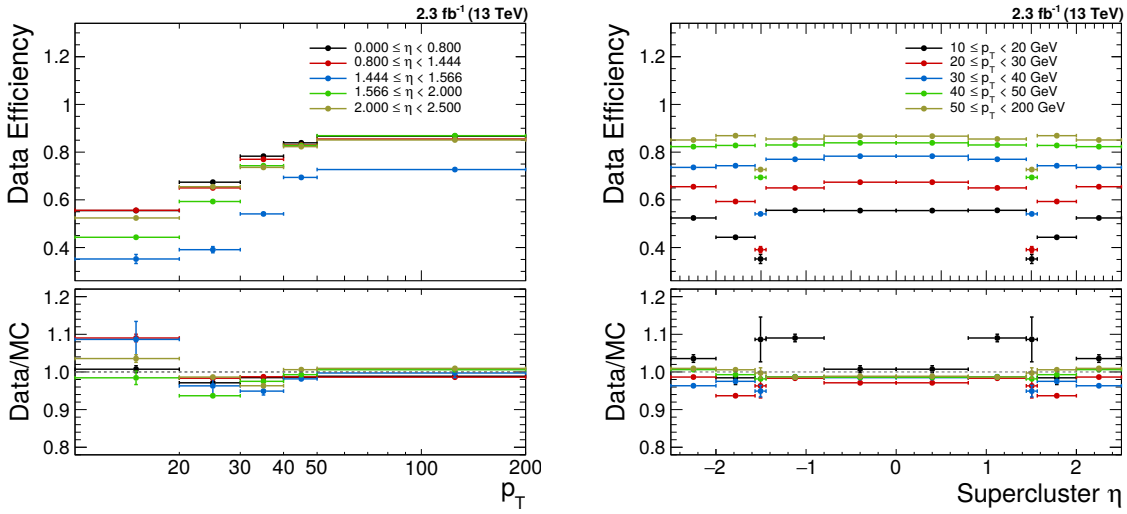 2.3 fb⁻¹ (13 TeV)
Data Efficiency
1.2
1
0.8
0.6
0.4
0.000 ≤ η < 0.800
0.800 ≤ η < 1.444
1.444 ≤ η < 1.566
1.566 ≤ η < 2.000
2.000 ≤ η < 2.500
Data/MC
1.2
1.1
1.0
0.9
0.8
20 30 40 50 100 200
p_T
2.3 fb⁻¹ (13 TeV)
Data Efficiency
1.2
1
0.8
0.6
0.4
10 ≤ p_T < 20 GeV
20 ≤ p_T < 30 GeV
30 ≤ p_T < 40 GeV
40 ≤ p_T < 50 GeV
50 ≤ p_T < 200 GeV
Data/MC
1.2
1.1
1.0
0.9
0.8
−2 −1 0 1 2
Supercluster η